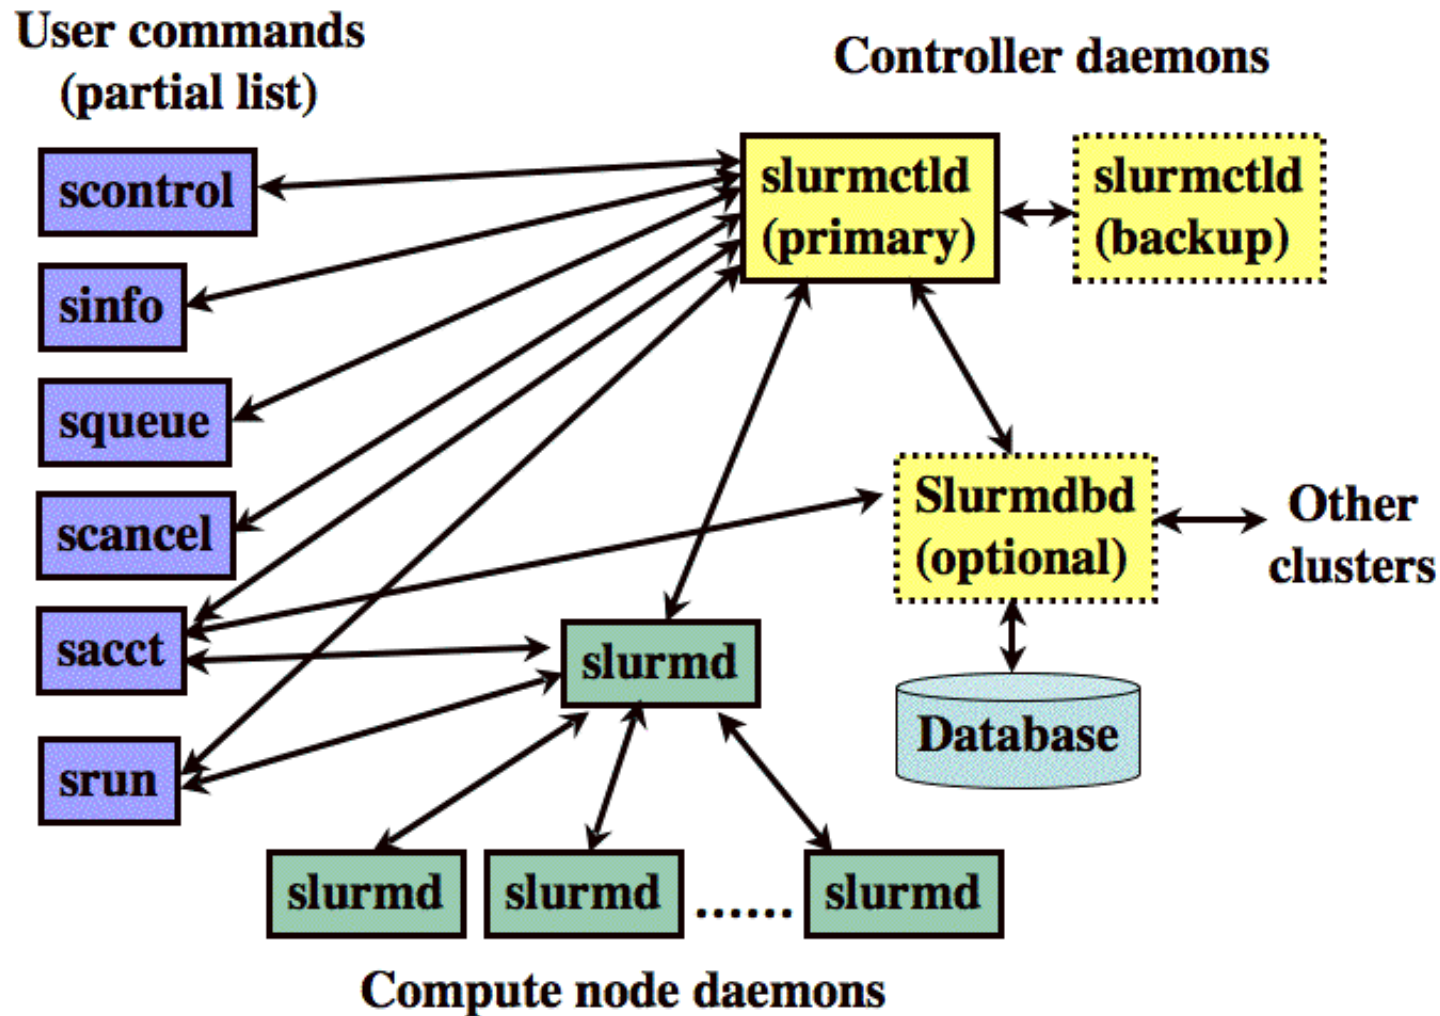 User commands
(partial list)
Controller daemons
scontrol
sinfo
squeue
scancel
sacct
srun
slurmctld
(primary)
slurmctld
(backup)
Slurmdbd
(optional)
Other
clusters
Database
slurmd
slurmd
slurmd
......
slurmd
Compute node daemons